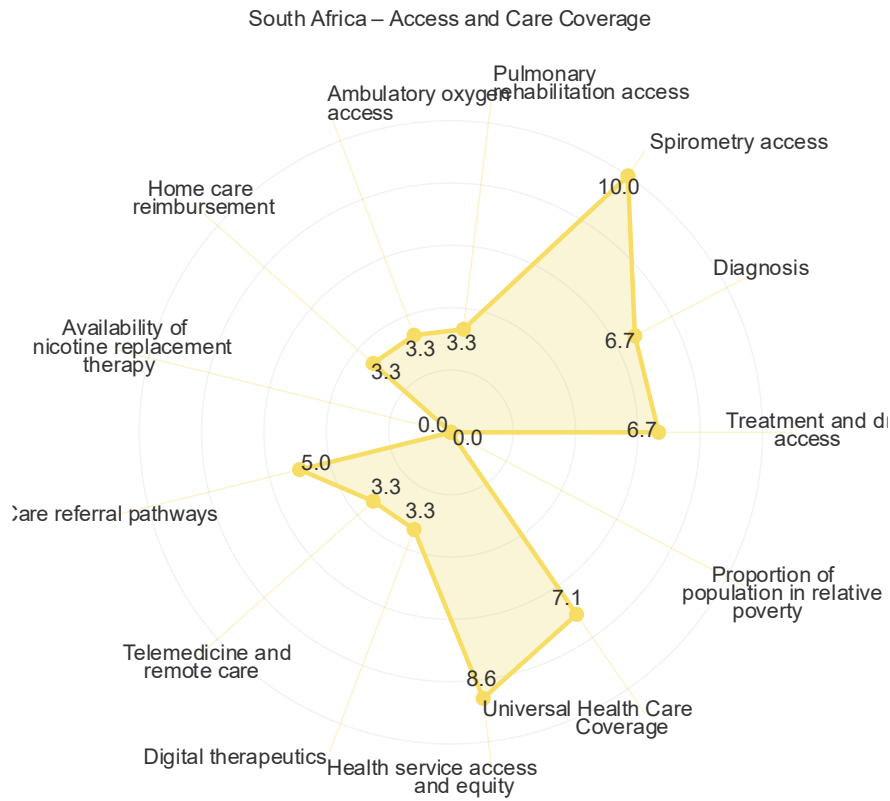 South Africa – Access and Care Coverage
Pulmonary
rehabilitation access
Ambulatory oxygen
access
Spirometry access
10.0
Home care
reimbursement
Diagnosis
6.7
Availability of
nicotine replacement
therapy
3.3
3.3
3.3
Treatment and dr
access
6.7
0.0
0.0
5.0
Care referral pathways
3.3
3.3
Proportion of
population in relative
poverty
7.1
Telemedicine and
remote care
8.6
Universal Health Care
Coverage
Digital therapeutics
Health service access
and equity